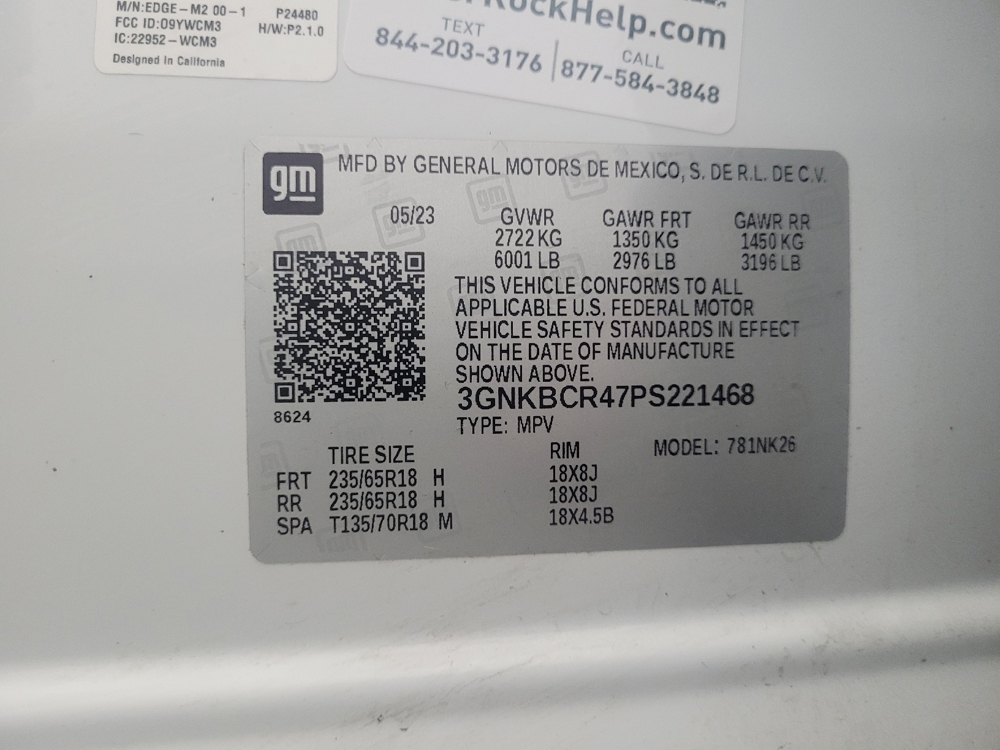 M/N:EDGE-M2 00-1 P24480
FCC ID:O9YWCM3 H/W:P2.1.0
IC:22952-WCM3
Designed in California
RockHelp.com
TEXT CALL
844-203-3176 877-584-3848
gm MFD BY GENERAL MOTORS DE MEXICO, S. DE R.L. DE C.V.
05/23 GVWR GAWR FRT GAWR RR
2722 KG 1350 KG 1450 KG
6001 LB 2976 LB 3196 LB
THIS VEHICLE CONFORMS TO ALL
APPLICABLE U.S. FEDERAL MOTOR
VEHICLE SAFETY STANDARDS IN EFFECT
ON THE DATE OF MANUFACTURE
SHOWN ABOVE.
3GNKBCR47PS221468
8624
TYPE: MPV
MODEL: 781NK26
TIRE SIZE RIM
FRT 235/65R18 H 18X8J
RR 235/65R18 H 18X8J
SPA T135/70R18 M 18X4.5B